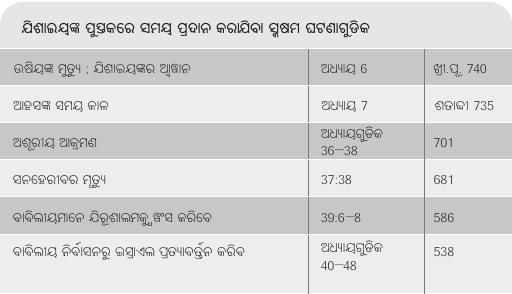 ଯିଶାଇୟଙ୍କ ପୁସ୍ତକରେ ସମୟ ପ୍ରଦାନ କରାଯିବା ସୂକ୍ଷମ ଘଟଣାଗୁଡିକ
ଉଷିୟଙ୍କ ମୃତ୍ୟୁ ; ଯିଶାଇୟଙ୍କର ଆହ୍ୱାନ ଅଧ୍ୟାୟ 6 ଖ୍ରୀ.ପୂ. 740
ଆହସଙ୍କ ସମୟ କାଳ ଅଧ୍ୟାୟ 7 ଶତାବ୍ଦୀ 735
ଅଶୂରୀୟ ଆକ୍ରମଣ ଅଧ୍ୟାୟଗୁଡିକ 36–38 701
ସନହେରୀବର ମୃତ୍ୟୁ 37:38 681
ବାବିଲୀୟମାନେ ଯିରୂଶାଲମକୁ ଧ୍ୱଂସ କରିବେ 39:6–8 586
ବାବିଲୀୟ ନିର୍ବାସନରୁ ଇସ୍ରାଏଲ ପ୍ରତ୍ୟାବର୍ତ୍ତନ କରିବ ଅଧ୍ୟାୟଗୁଡିକ 40–48 538